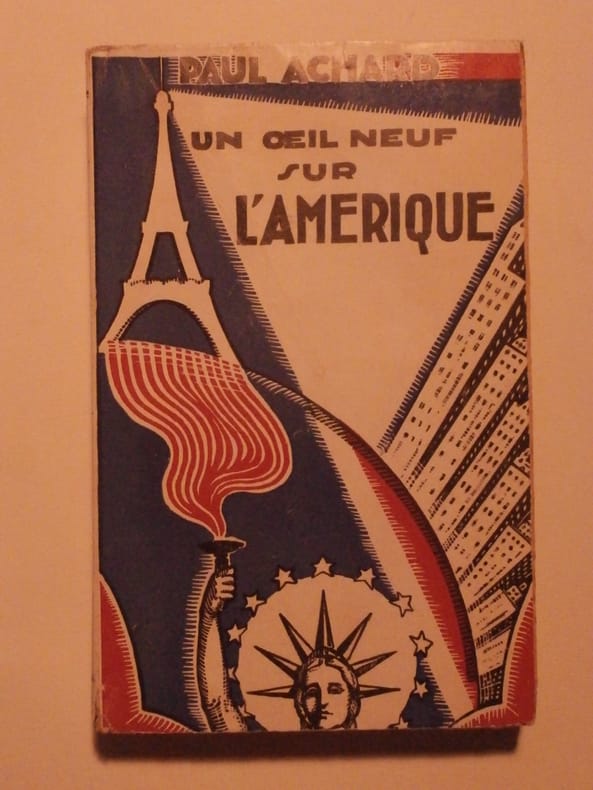 PAUL ACHARD
UN ŒIL NEUF
SUR
L'AMERIQUE